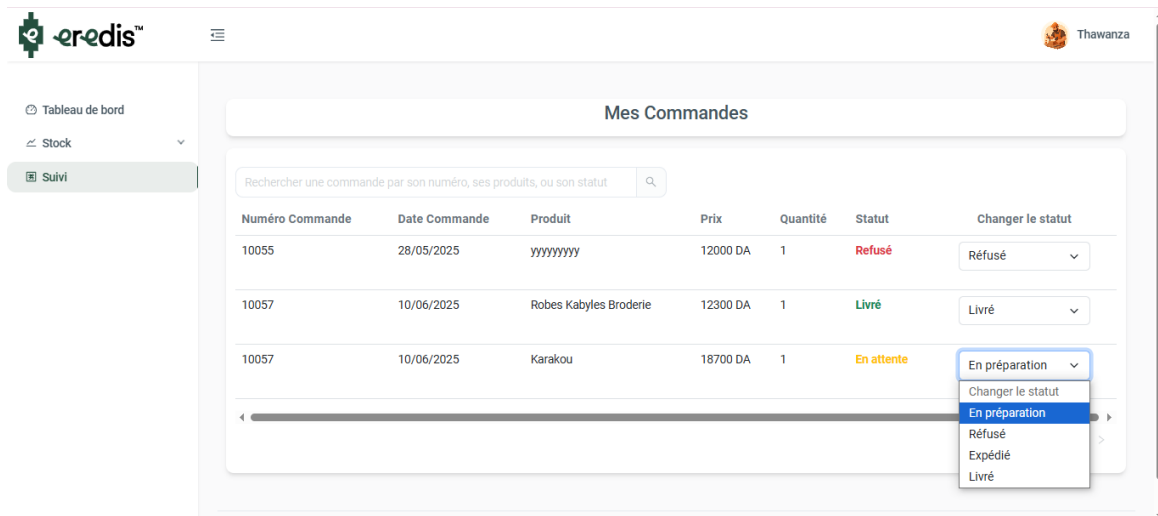 eredis™
Thawanza
Tableau de bord
Stock
Suivi
Mes Commandes
Rechercher une commande par son numéro, ses produits, ou son statut
Numéro Commande Date Commande Produit Prix Quantité Statut Changer le statut
10055 28/05/2025 yyyyyyyyy 12000 DA 1 Refusé Réfusé
10057 10/06/2025 Robes Kabyles Broderie 12300 DA 1 Livré Livré
10057 10/06/2025 Karakou 18700 DA 1 En attente En préparation
Changer le statut
En préparation
Réfusé
Expédié
Livré